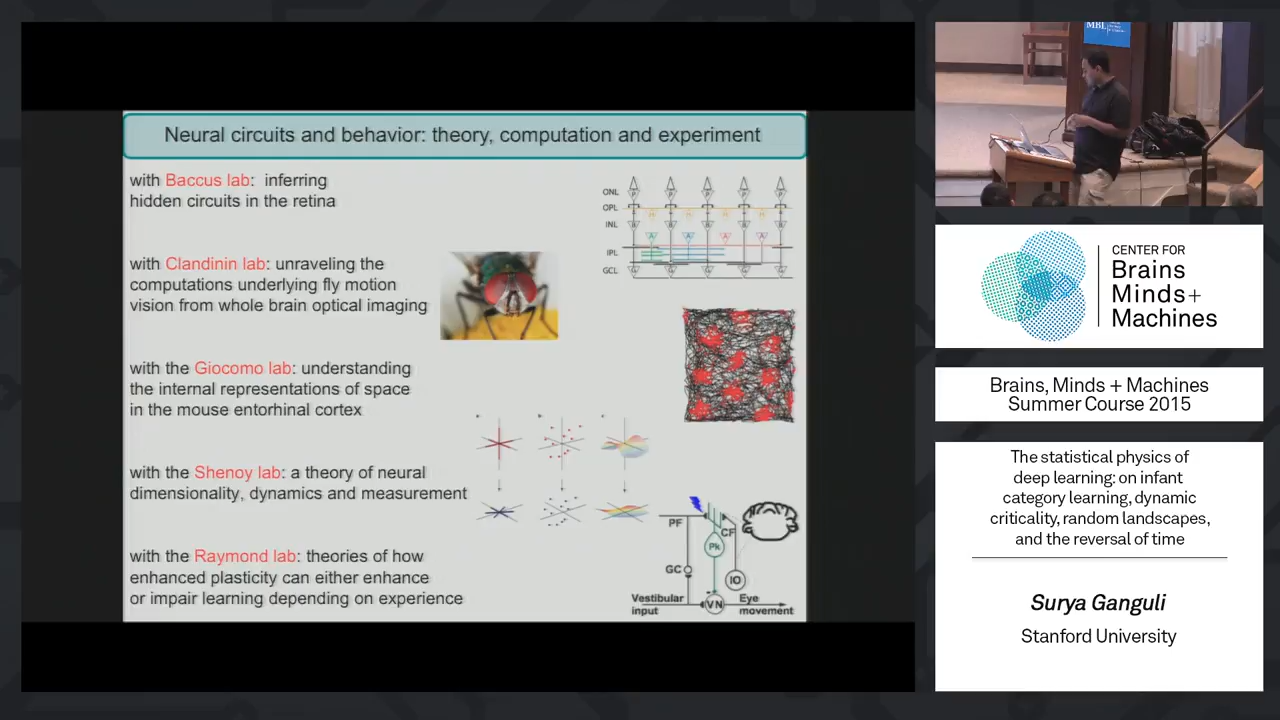 Neural circuits and behavior: theory, computation and experiment
with Baccus lab: inferring
hidden circuits in the retina
with Clandinin lab: unraveling the
computations underlying fly motion
vision from whole brain optical imaging
with the Giocomo lab: understanding
the internal representations of space
in the mouse entorhinal cortex
with the Shenoy lab: a theory of neural
dimensionality, dynamics and measurement
with the Raymond lab: theories of how
enhanced plasticity can either enhance
or impair learning depending on experience
ONL
OPL
INL
IPL
GCL
PF
CF
Pk
GC
IO
VN
Vestibular
input
Eye
movement
MBL
CENTER FOR
Brains
Minds+
Machines
Brains, Minds + Machines
Summer Course 2015
The statistical physics of
deep learning: on infant
category learning, dynamic
criticality, random landscapes,
and the reversal of time
Surya Ganguli
Stanford University